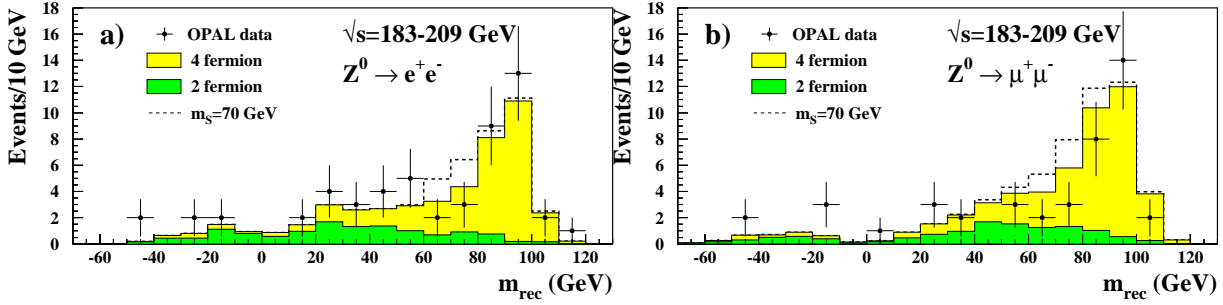 Events/10 GeV
18
16
14
12
10
8
6
4
2
0
a)
OPAL data
4 fermion
2 fermion
m_S=70 GeV
√s=183-209 GeV
Z⁰ → e⁺e⁻
-60 -40 -20 0 20 40 60 80 100 120
m_rec (GeV)
Events/10 GeV
18
16
14
12
10
8
6
4
2
0
b)
OPAL data
4 fermion
2 fermion
m_S=70 GeV
√s=183-209 GeV
Z⁰ → μ⁺μ⁻
-60 -40 -20 0 20 40 60 80 100 120
m_rec (GeV)